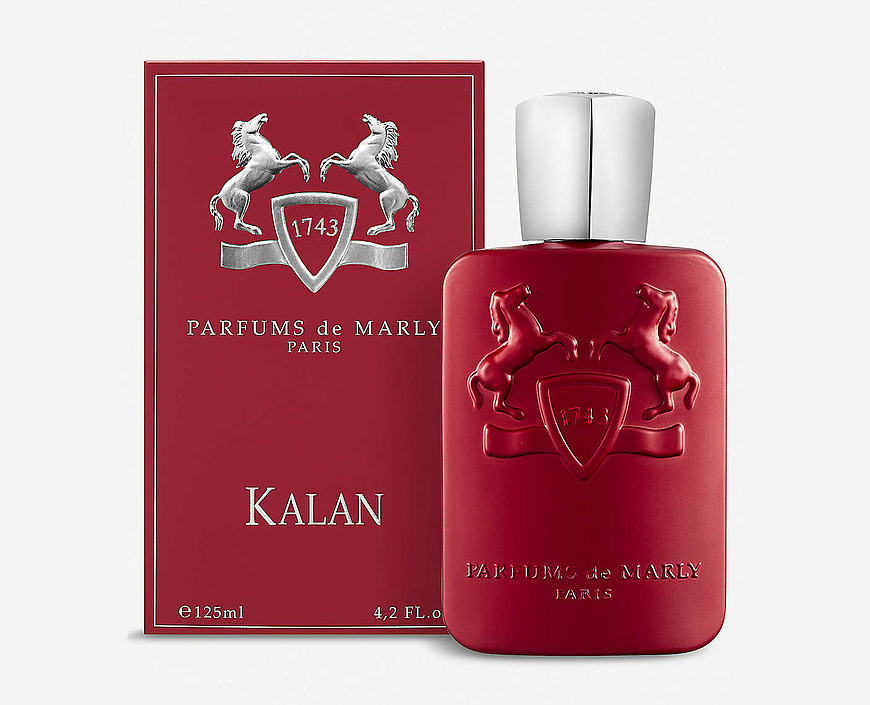 1743
PARFUMS de MARLY
PARIS
KALAN
℮125ml
4,2 FL.o
1743
PARFUMS de MARLY
PARIS